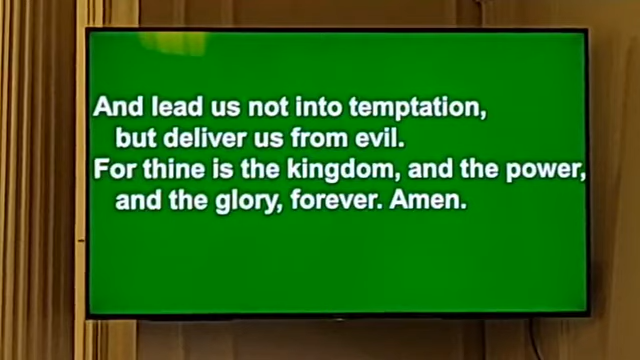 And lead us not into temptation,
but deliver us from evil.
For thine is the kingdom, and the power,
and the glory, forever. Amen.